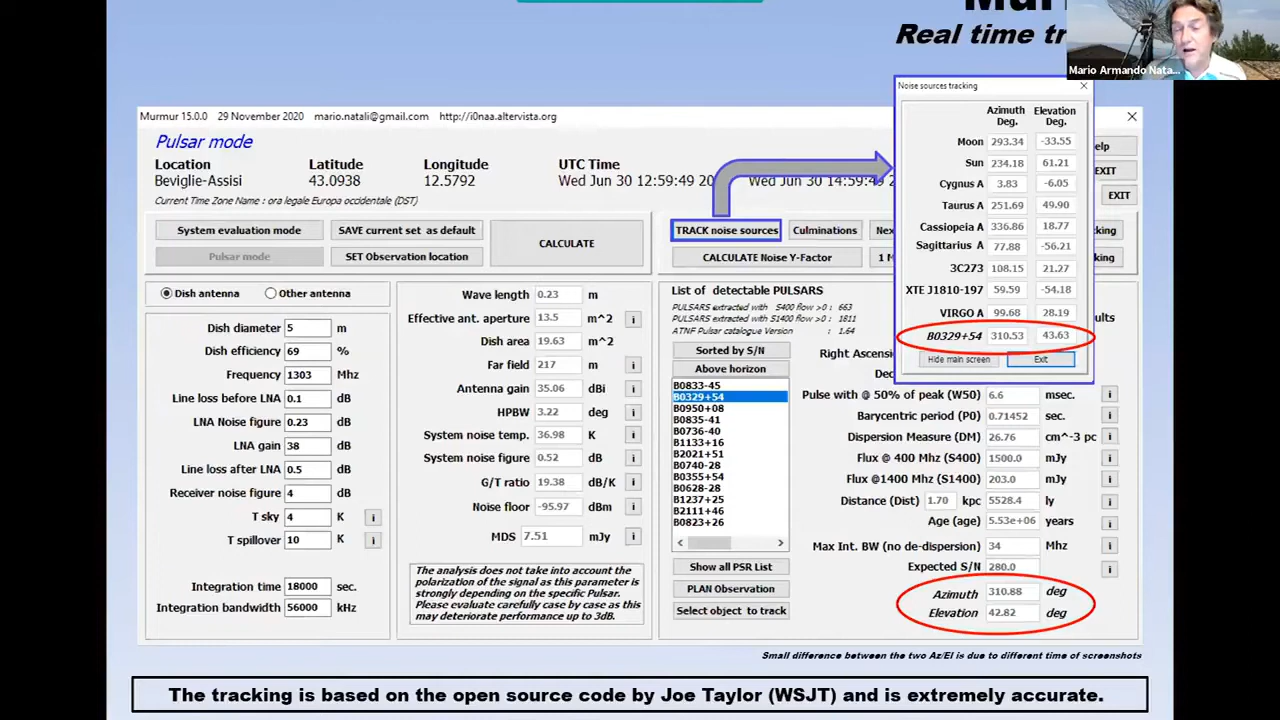 Real time tr
Mario Armando Nata...
Noise sources tracking
Azimuth Elevation
Deg. Deg.
Moon 293.34 -33.55
Sun 234.18 61.21
Cygnus A 3.83 -6.05
Taurus A 251.69 49.90
Cassiopeia A 336.86 18.77
Sagittarius A 77.88 -56.21
3C273 108.15 21.27
XTE J1810-197 59.59 -54.18
VIRGO A 99.68 28.19
B0329+54 310.53 43.63
Hide main screen Exit
Murmur 15.0.0 29 November 2020 mario.natali@gmail.com http://i0naa.altervista.org
Pulsar mode
Location Latitude Longitude UTC Time
Beviglie-Assisi 43.0938 12.5792 Wed Jun 30 12:59:49 20 Wed Jun 30 14:59:49
Current Time Zone Name : ora legale Europa occidentale (DST)
elp
EXIT
EXIT
System evaluation mode SAVE current set as default CALCULATE
Pulsar mode SET Observation location
TRACK noise sources Culminations Nex king
CALCULATE Noise Y-Factor 1 M king
Dish antenna Other antenna
Dish diameter 5 m
Dish efficiency 69 %
Frequency 1303 Mhz
Line loss before LNA 0.1 dB
LNA Noise figure 0.23 dB
LNA gain 38 dB
Line loss after LNA 0.5 dB
Receiver noise figure 4 dB
T sky 4 K i
T spillover 10 K i
Integration time 18000 sec.
Integration bandwidth 56000 kHz
Wave length 0.23 m
Effective ant. aperture 13.5 m^2 i
Dish area 19.63 m^2
Far field 217 m i
Antenna gain 35.06 dBi i
HPBW 3.22 deg i
System noise temp. 36.98 K i
System noise figure 0.52 dB i
G/T ratio 19.38 dB/K i
Noise floor -95.97 dBm i
MDS 7.51 mJy i
The analysis does not take into account the
polarization of the signal as this parameter is
strongly depending on the specific Pulsar.
Please evaluate carefully case by case as this
may deteriorate performance up to 3dB.
List of detectable PULSARS
PULSARS extracted with S400 flow >0 : 663
PULSARS extracted with S1400 flow >0 : 1811
ATNF Pulsar catalogue Version : 1.64
Sorted by S/N
Above horizon
B0833-45
B0329+54
B0950+08
B0835-41
B0736-40
B1133+16
B2021+51
B0740-28
B0355+54
B0628-28
B1237+25
B2111+46
B0823+26
Show all PSR List
PLAN Observation
Select object to track
ults
Right Ascensi
Dec
Pulse with @ 50% of peak (W50) 6.6 msec. i
Barycentric period (P0) 0.71452 sec. i
Dispersion Measure (DM) 26.76 cm^-3 pc i
Flux @ 400 Mhz (S400) 1500.0 mJy i
Flux @1400 Mhz (S1400) 203.0 mJy i
Distance (Dist) 1.70 kpc 5528.4 ly i
Age (age) 5.53e+06 years i
Max Int. BW (no de-dispersion) 34 Mhz i
Expected S/N 280.0 i
Azimuth 310.88 deg
Elevation 42.82 deg
Small difference between the two Az/El is due to different time of screenshots
The tracking is based on the open source code by Joe Taylor (WSJT) and is extremely accurate.